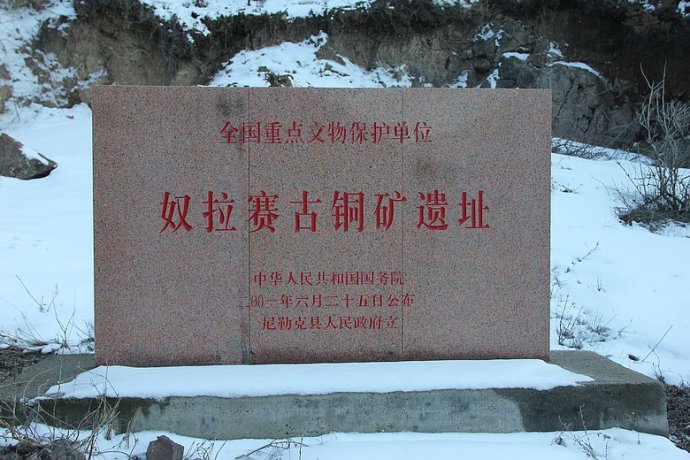 全国重点文物保护单位
奴拉赛古铜矿遗址
中华人民共和国国务院
二〇〇一年六月二十五日公布
尼勒克县人民政府立